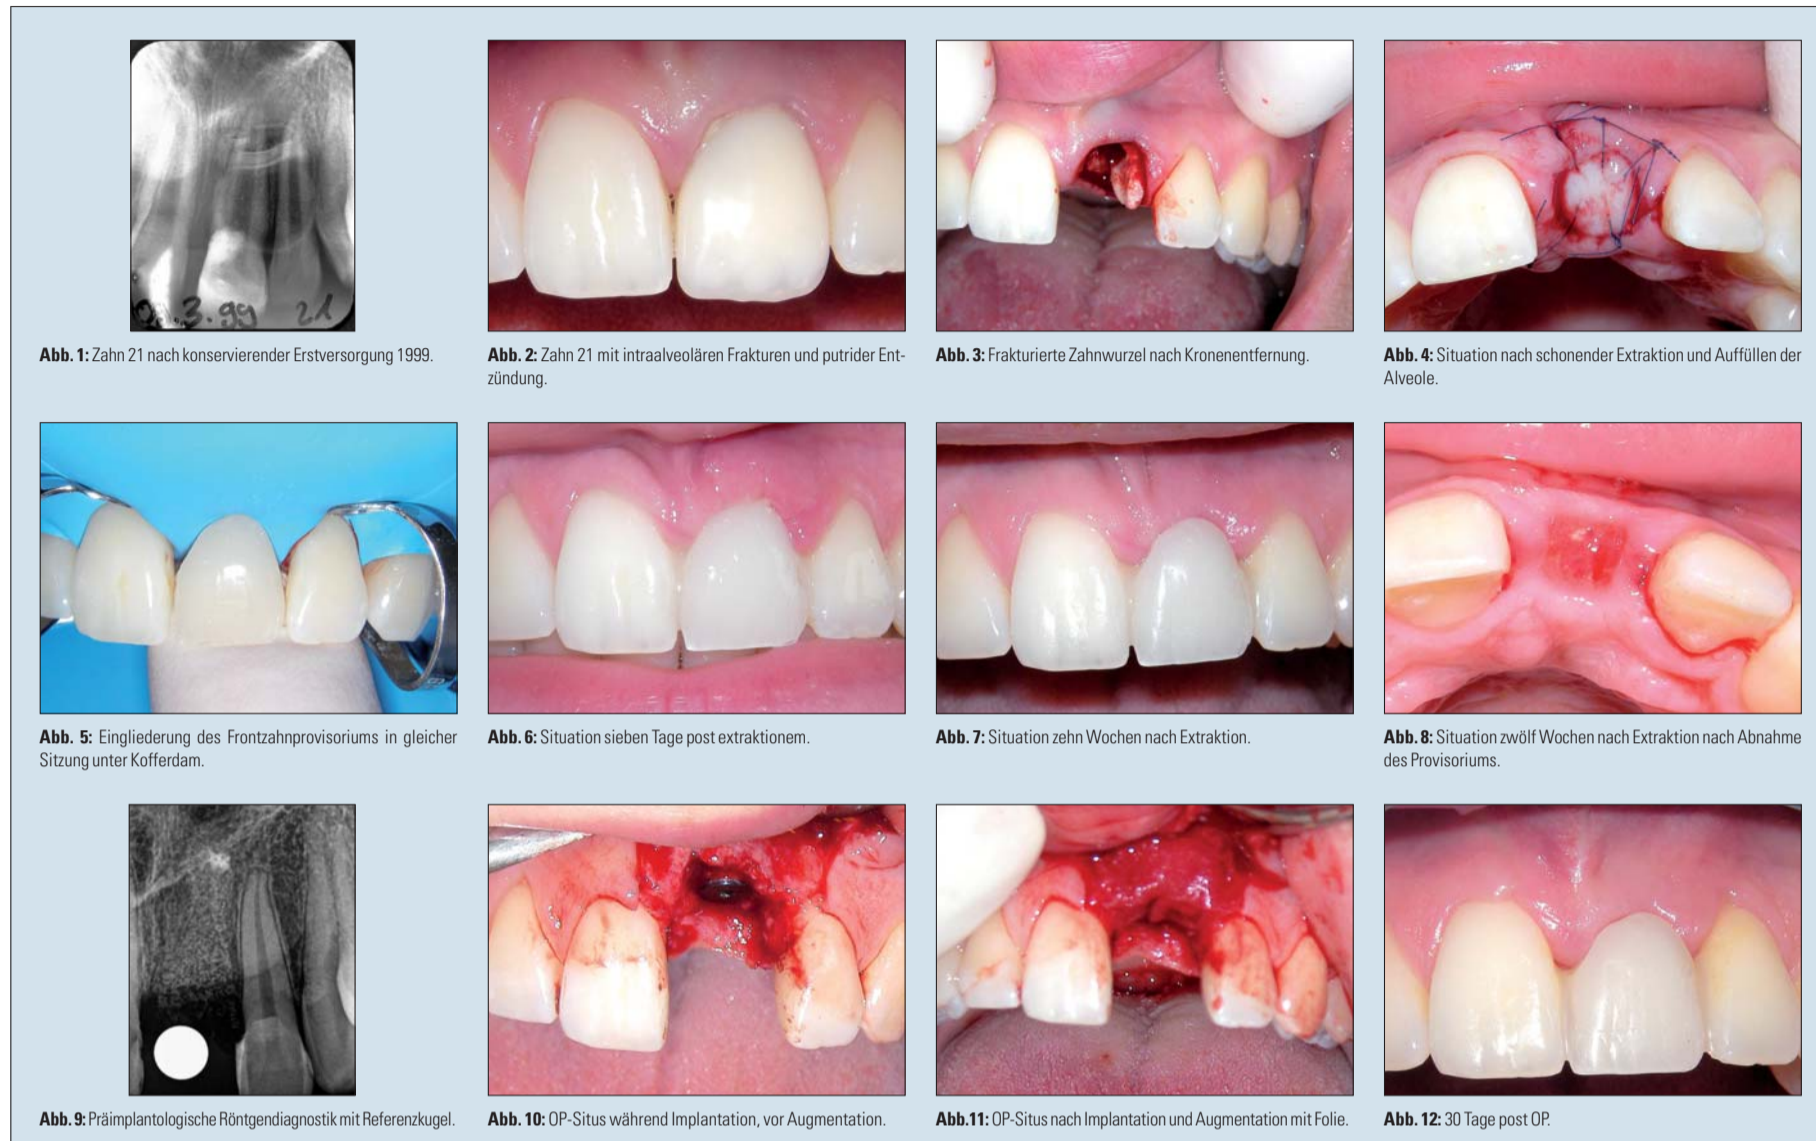 3.99 21
Abb. 1: Zahn 21 nach konservierender Erstversorgung 1999.
Abb. 2: Zahn 21 mit intraalveolären Frakturen und putrider Ent-
zündung.
Abb. 3: Frakturierte Zahnwurzel nach Kronenentfernung.
Abb. 4: Situation nach schonender Extraktion und Auffüllen der
Alveole.
Abb. 5: Eingliederung des Frontzahnprovisoriums in gleicher
Sitzung unter Kofferdam.
Abb. 6: Situation sieben Tage post extraktionem.
Abb. 7: Situation zehn Wochen nach Extraktion.
Abb. 8: Situation zwölf Wochen nach Extraktion nach Abnahme
des Provisoriums.
Abb. 9: Präimplantologische Röntgendiagnostik mit Referenzkugel.
Abb. 10: OP-Situs während Implantation, vor Augmentation.
Abb.11: OP-Situs nach Implantation und Augmentation mit Folie.
Abb. 12: 30 Tage post OP.